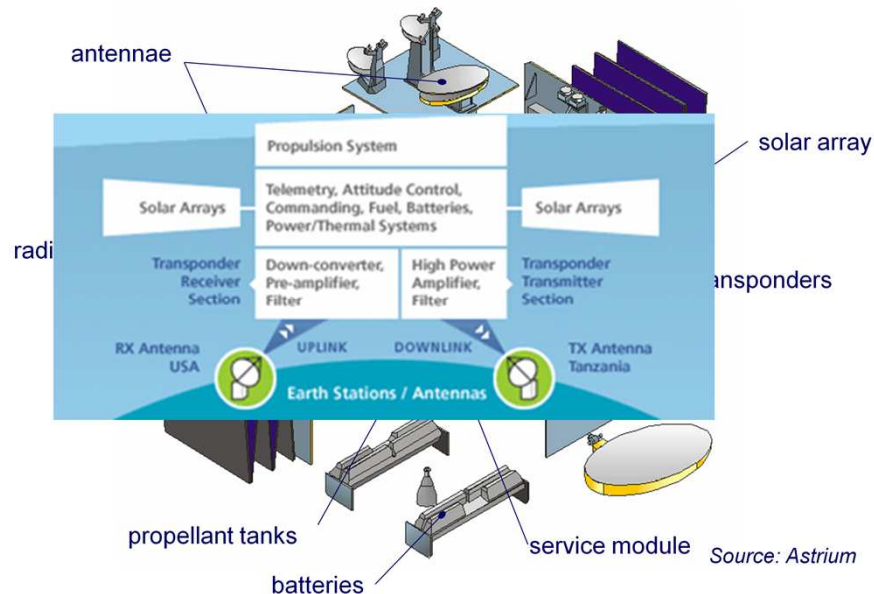 antennae
Propulsion System
solar array
Telemetry, Attitude Control,
Commanding, Fuel, Batteries,
Power/Thermal Systems
Solar Arrays
Solar Arrays
Transponder
Receiver
Section
Down-converter,
Pre-amplifier,
Filter
High Power
Amplifier,
Filter
Transponder
Transmitter
Section
RX Antenna
USA
UPLINK
DOWNLINK
TX Antenna
Tanzania
Earth Stations / Antennas
propellant tanks
service module
batteries
Source: Astrium